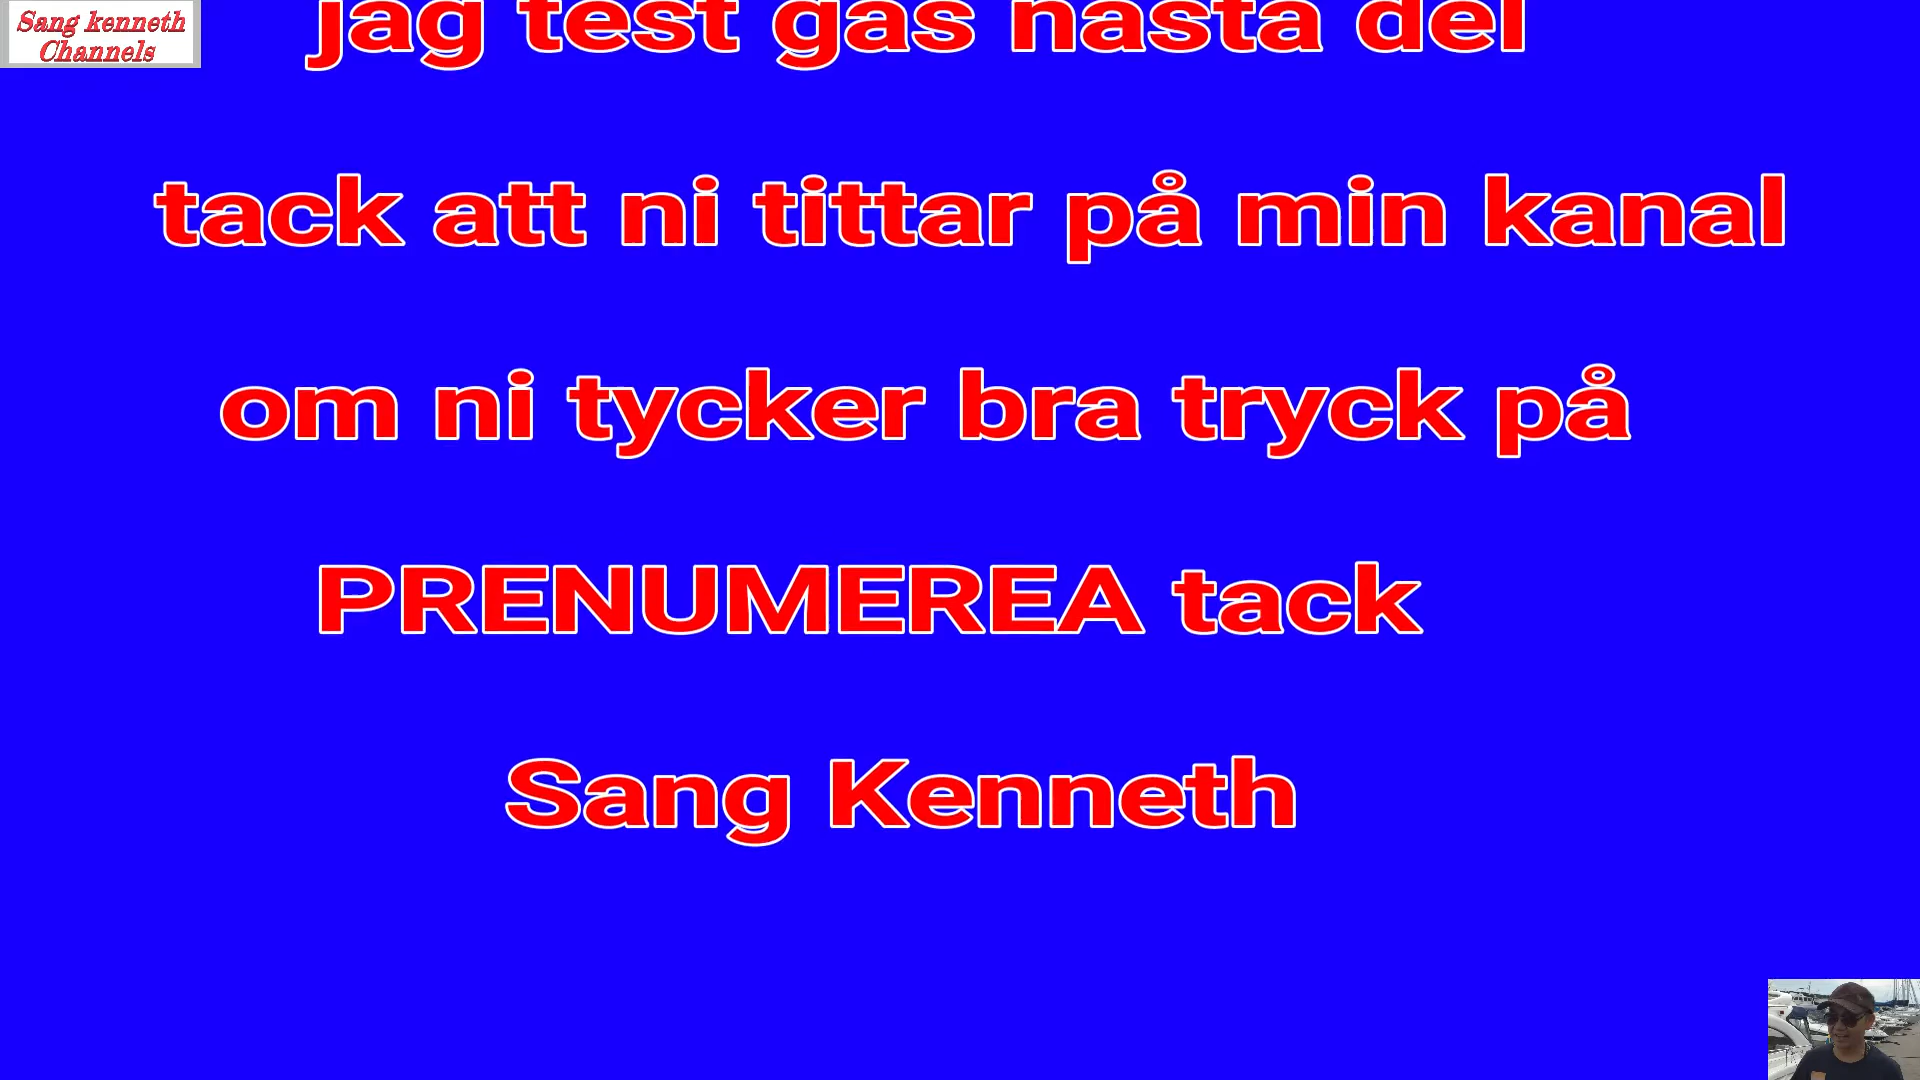 Sang kenneth
Channels
jag test gas nästa del
tack att ni tittar på min kanal
om ni tycker bra tryck på
PRENUMEREA tack
Sang Kenneth